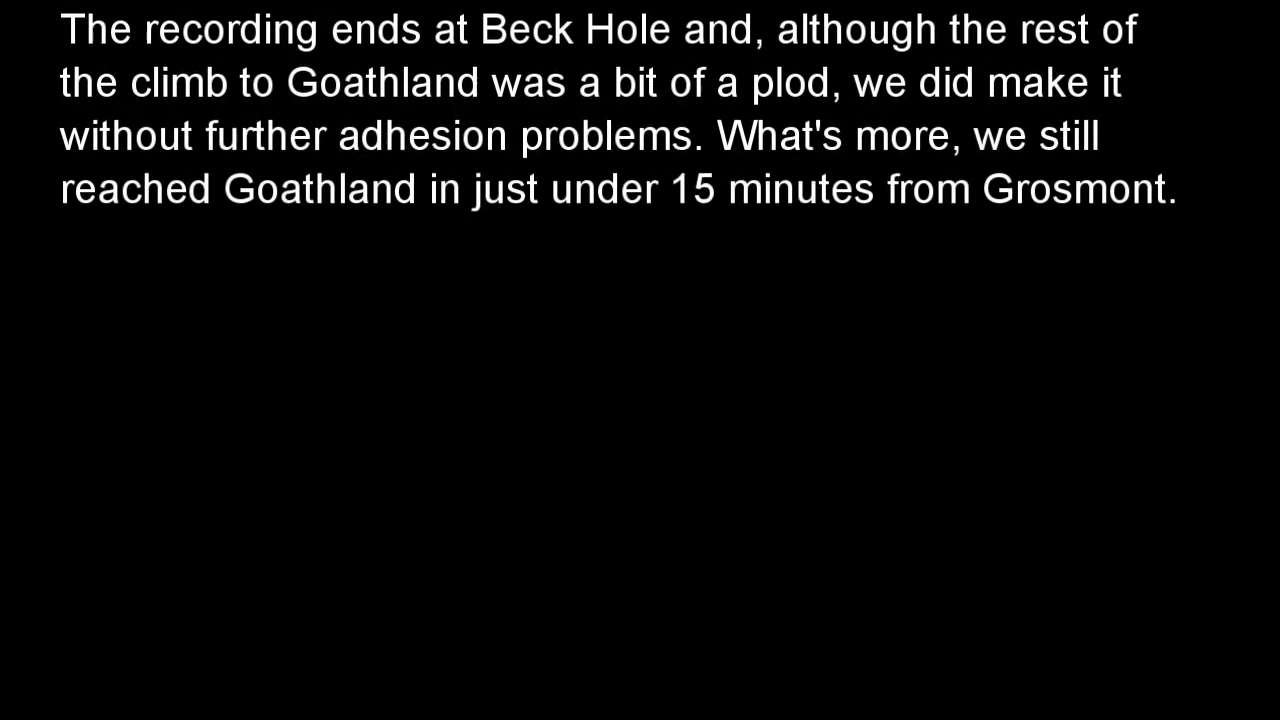 The recording ends at Beck Hole and, although the rest of
the climb to Goathland was a bit of a plod, we did make it
without further adhesion problems. What's more, we still
reached Goathland in just under 15 minutes from Grosmont.